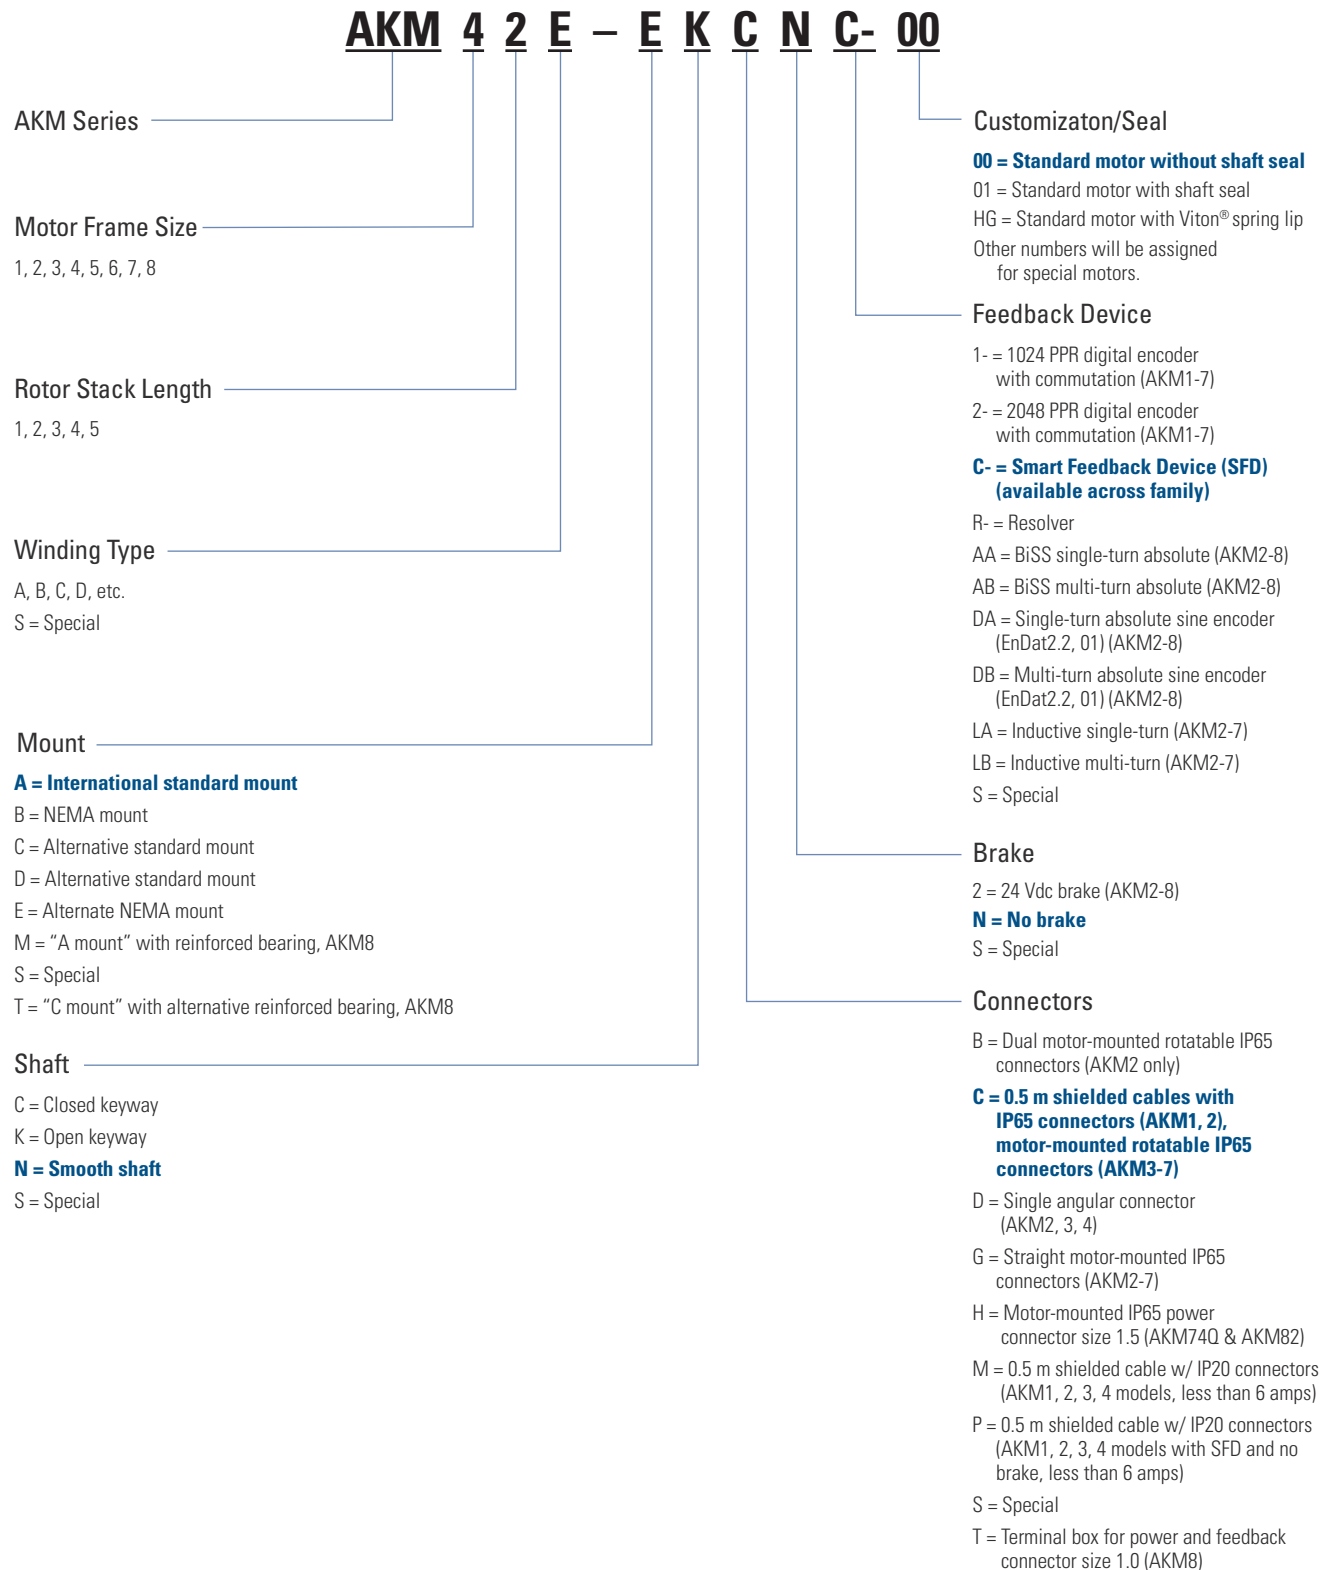 AKM 4 2 E – E K C N C- 00
AKM Series
Motor Frame Size
1, 2, 3, 4, 5, 6, 7, 8
Rotor Stack Length
1, 2, 3, 4, 5
Winding Type
A, B, C, D, etc.
S = Special
Mount
A = International standard mount
B = NEMA mount
C = Alternative standard mount
D = Alternative standard mount
E = Alternate NEMA mount
M = “A mount” with reinforced bearing, AKM8
S = Special
T = “C mount” with alternative reinforced bearing, AKM8
Shaft
C = Closed keyway
K = Open keyway
N = Smooth shaft
S = Special
Customizaton/Seal
00 = Standard motor without shaft seal
01 = Standard motor with shaft seal
HG = Standard motor with Viton® spring lip
Other numbers will be assigned
for special motors.
Feedback Device
1- = 1024 PPR digital encoder
with commutation (AKM1-7)
2- = 2048 PPR digital encoder
with commutation (AKM1-7)
C- = Smart Feedback Device (SFD)
(available across family)
R- = Resolver
AA = BiSS single-turn absolute (AKM2-8)
AB = BiSS multi-turn absolute (AKM2-8)
DA = Single-turn absolute sine encoder
(EnDat2.2, 01) (AKM2-8)
DB = Multi-turn absolute sine encoder
(EnDat2.2, 01) (AKM2-8)
LA = Inductive single-turn (AKM2-7)
LB = Inductive multi-turn (AKM2-7)
S = Special
Brake
2 = 24 Vdc brake (AKM2-8)
N = No brake
S = Special
Connectors
B = Dual motor-mounted rotatable IP65
connectors (AKM2 only)
C = 0.5 m shielded cables with
IP65 connectors (AKM1, 2),
motor-mounted rotatable IP65
connectors (AKM3-7)
D = Single angular connector
(AKM2, 3, 4)
G = Straight motor-mounted IP65
connectors (AKM2-7)
H = Motor-mounted IP65 power
connector size 1.5 (AKM74Q & AKM82)
M = 0.5 m shielded cable w/ IP20 connectors
(AKM1, 2, 3, 4 models, less than 6 amps)
P = 0.5 m shielded cable w/ IP20 connectors
(AKM1, 2, 3, 4 models with SFD and no
brake, less than 6 amps)
S = Special
T = Terminal box for power and feedback
connector size 1.0 (AKM8)